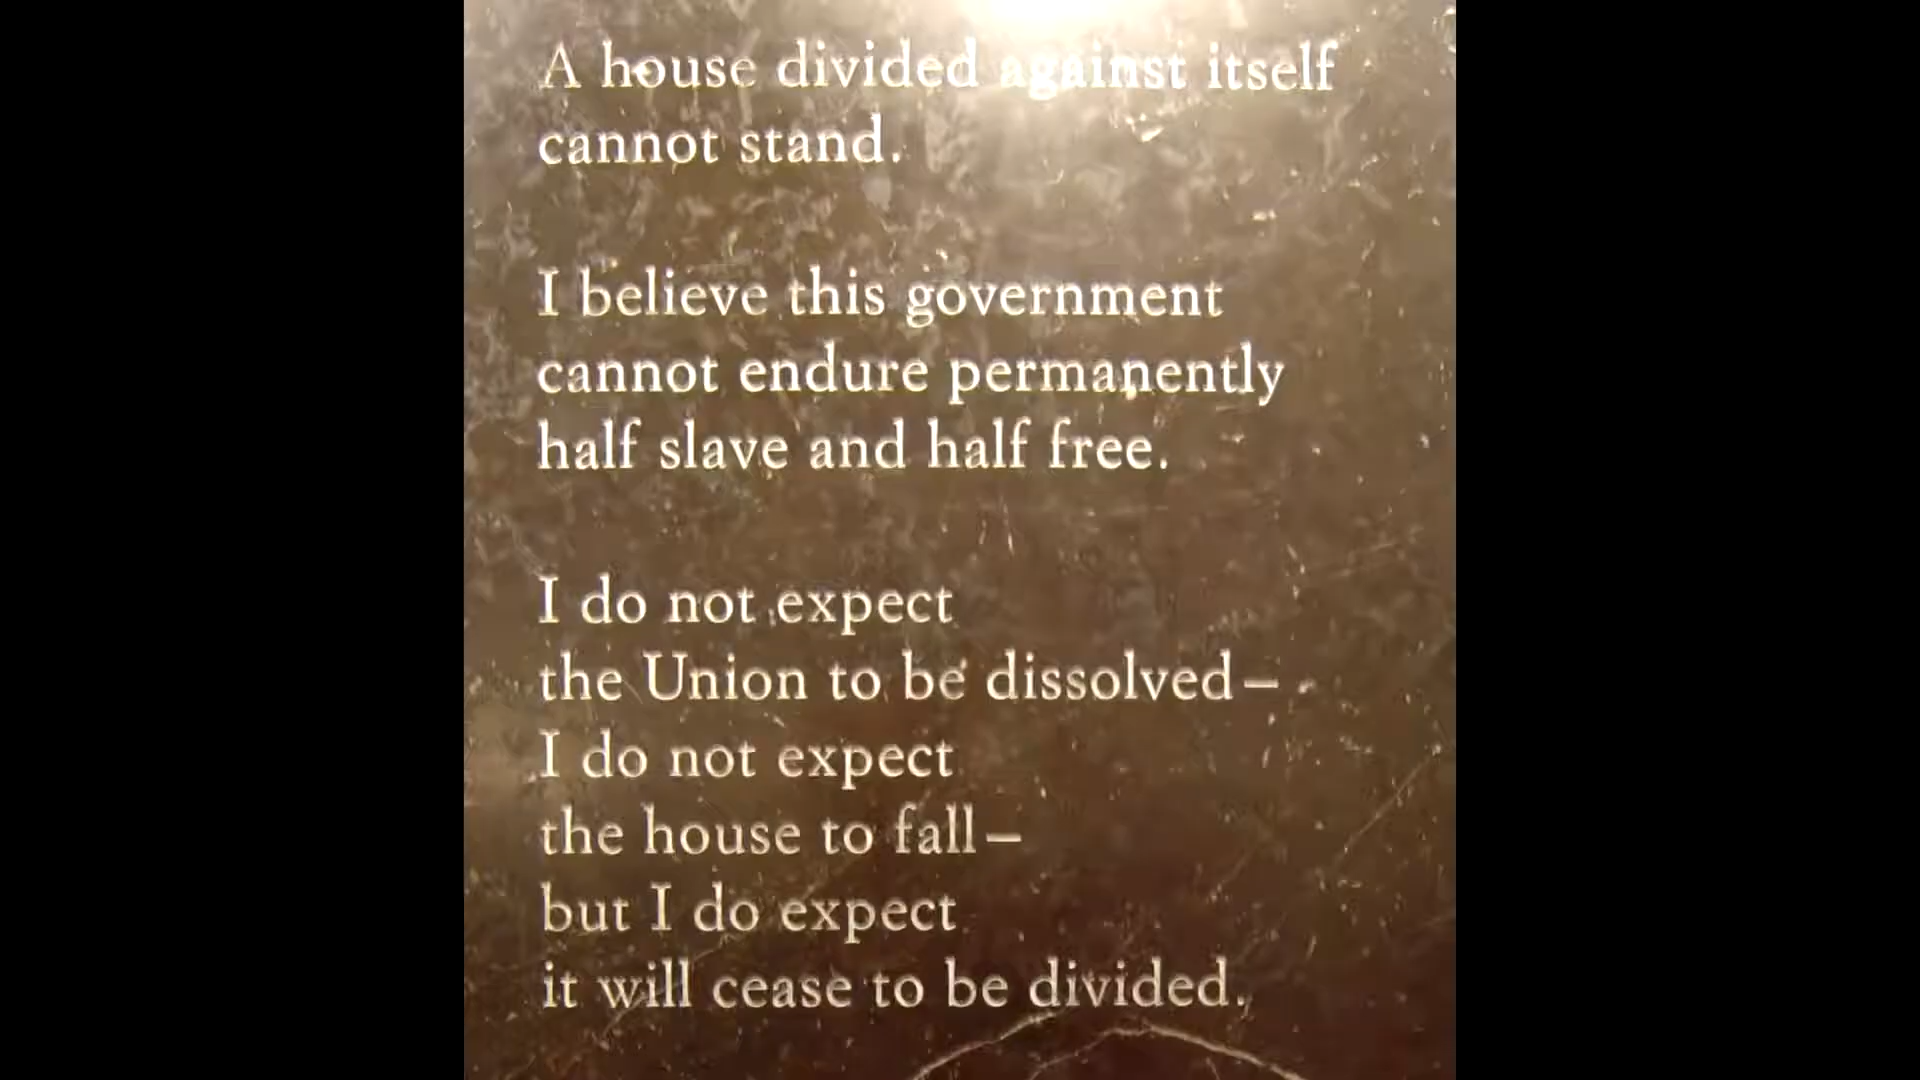 A house divided against itself
cannot stand.
I believe this government
cannot endure permanently
half slave and half free.
I do not expect
the Union to be dissolved—
I do not expect
the house to fall—
but I do expect
it will cease to be divided.